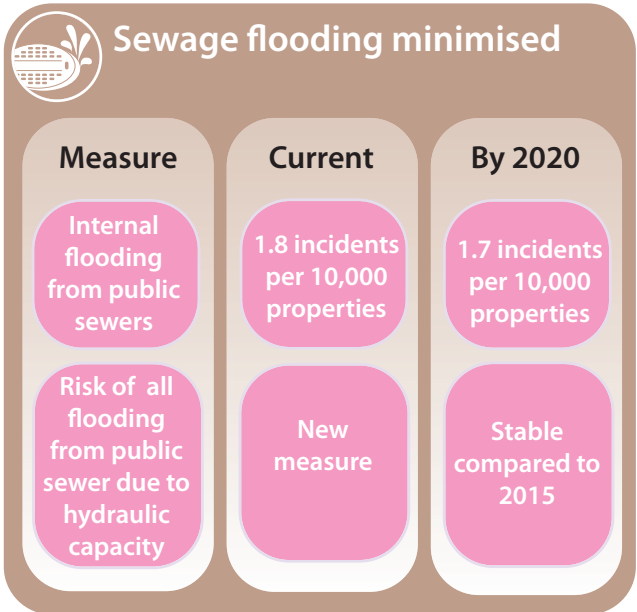 Sewage flooding minimised
Measure
Current
By 2020
Internal
flooding
from public
sewers
1.8 incidents
per 10,000
properties
1.7 incidents
per 10,000
properties
Risk of all
flooding
from public
sewer due to
hydraulic
capacity
New
measure
Stable
compared to
2015